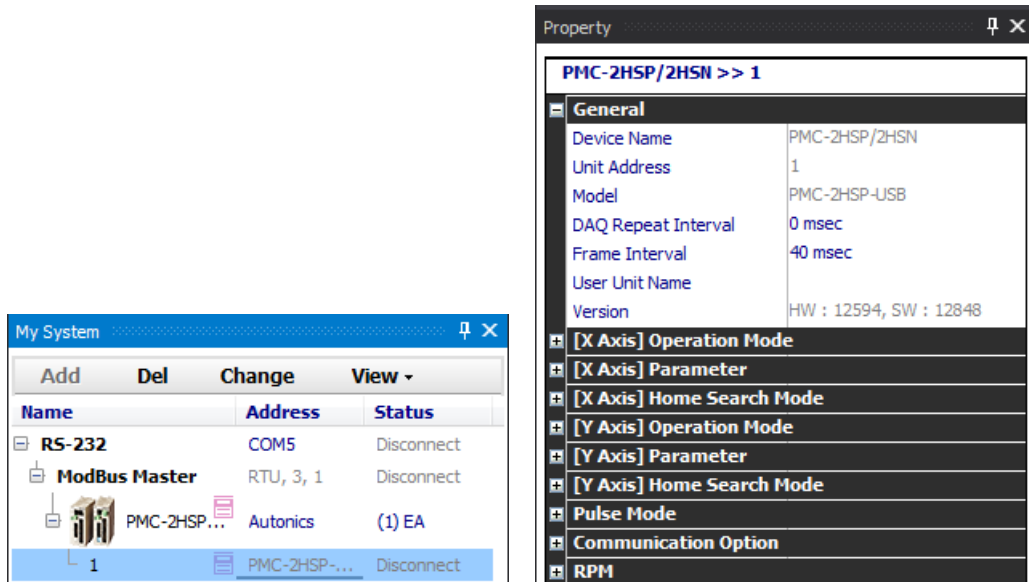 My System
Add Del Change View
Name Address Status
RS-232 COM5 Disconnect
ModBus Master RTU, 3, 1 Disconnect
PMC-2HSP... Autonics (1) EA
1 PMC-2HSP-... Disconnect
Property
PMC-2HSP/2HSN >> 1
General
Device Name PMC-2HSP/2HSN
Unit Address 1
Model PMC-2HSP-USB
DAQ Repeat Interval 0 msec
Frame Interval 40 msec
User Unit Name
Version HW : 12594, SW : 12848
[X Axis] Operation Mode
[X Axis] Parameter
[X Axis] Home Search Mode
[Y Axis] Operation Mode
[Y Axis] Parameter
[Y Axis] Home Search Mode
Pulse Mode
Communication Option
RPM